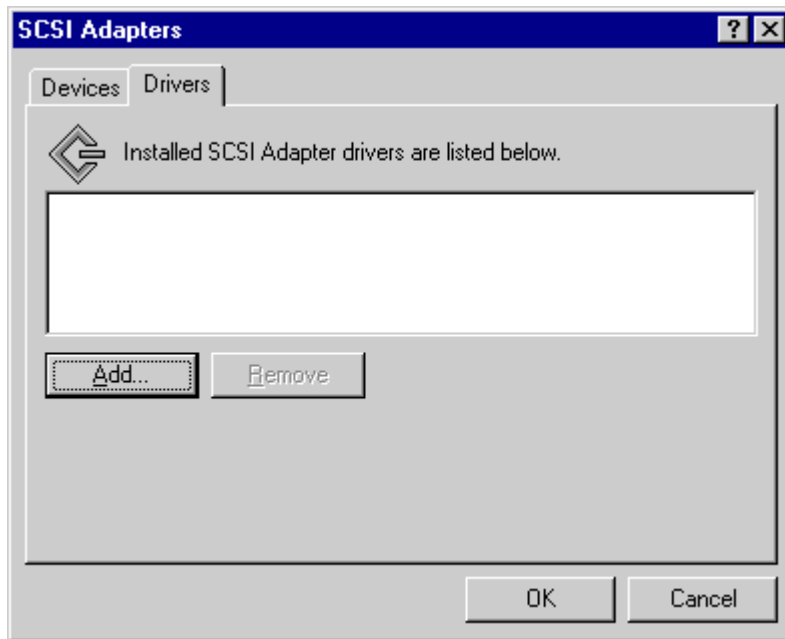 SCSI Adapters
Devices
Drivers
Installed SCSI Adapter drivers are listed below.
Add...
Remove
OK
Cancel